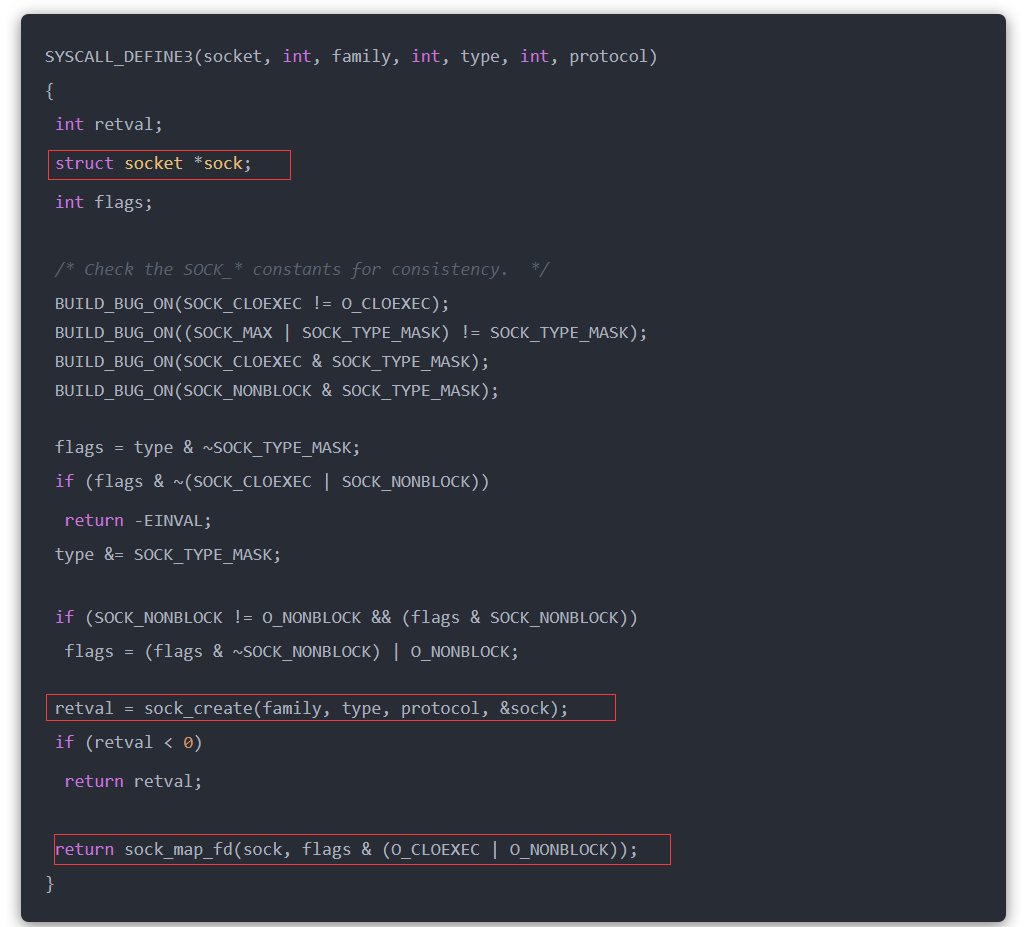 SYSCALL_DEFINE3(socket, int, family, int, type, int, protocol)
{
int retval;
struct socket *sock;
int flags;
/* Check the SOCK_* constants for consistency.  */
BUILD_BUG_ON(SOCK_CLOEXEC != O_CLOEXEC);
BUILD_BUG_ON((SOCK_MAX | SOCK_TYPE_MASK) != SOCK_TYPE_MASK);
BUILD_BUG_ON(SOCK_CLOEXEC & SOCK_TYPE_MASK);
BUILD_BUG_ON(SOCK_NONBLOCK & SOCK_TYPE_MASK);
flags = type & ~SOCK_TYPE_MASK;
if (flags & ~(SOCK_CLOEXEC | SOCK_NONBLOCK))
return -EINVAL;
type &= SOCK_TYPE_MASK;
if (SOCK_NONBLOCK != O_NONBLOCK && (flags & SOCK_NONBLOCK))
flags = (flags & ~SOCK_NONBLOCK) | O_NONBLOCK;
retval = sock_create(family, type, protocol, &sock);
if (retval < 0)
return retval;
return sock_map_fd(sock, flags & (O_CLOEXEC | O_NONBLOCK));
}